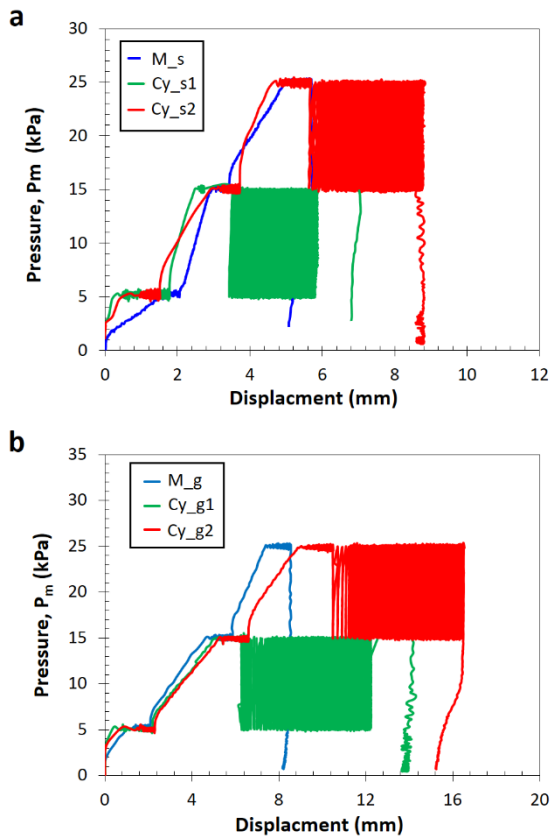 a
30
25
20
15
10
5
0
Pressure, Pm (kPa)
M_s
Cy_s1
Cy_s2
0 2 4 6 8 10 12
Displacment (mm)
b
35
30
25
20
15
10
5
0
Pressure, Pm (kPa)
M_g
Cy_g1
Cy_g2
0 4 8 12 16 20
Displacment (mm)